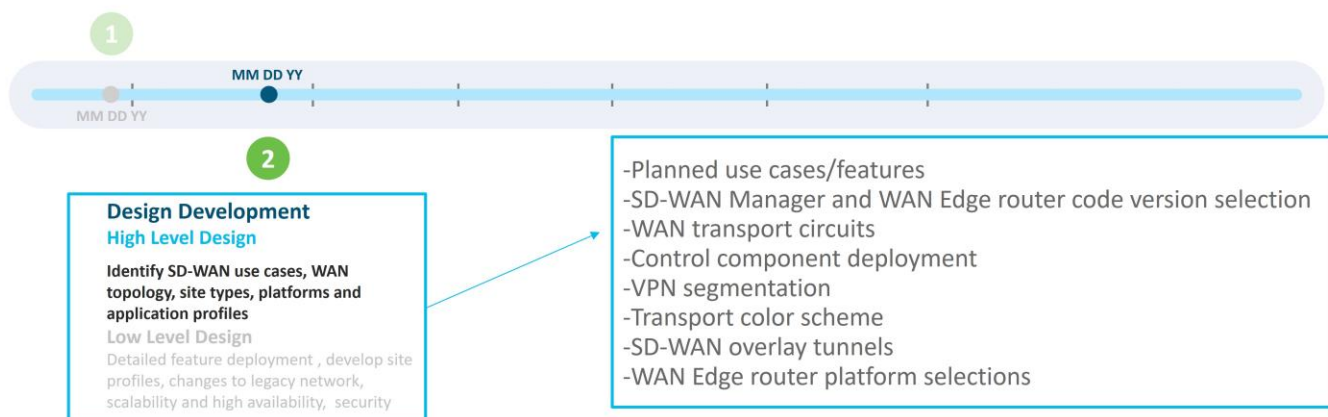 1
MM DD YY
MM DD YY
2
Design Development
High Level Design
Identify SD-WAN use cases, WAN
topology, site types, platforms and
application profiles
Low Level Design
Detailed feature deployment , develop site
profiles, changes to legacy network,
scalability and high availability, security
-Planned use cases/features
-SD-WAN Manager and WAN Edge router code version selection
-WAN transport circuits
-Control component deployment
-VPN segmentation
-Transport color scheme
-SD-WAN overlay tunnels
-WAN Edge router platform selections